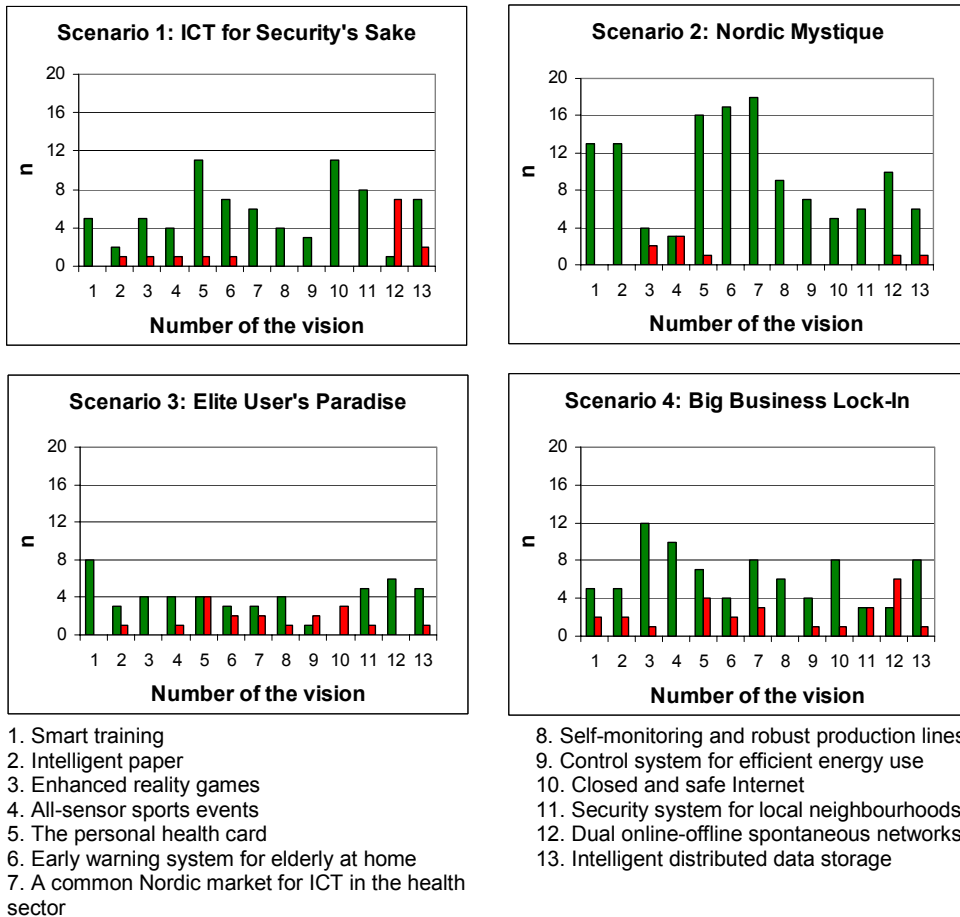 Scenario 1: ICT for Security's Sake
20
16
12
8
4
0
n
1 2 3 4 5 6 7 8 9 10 11 12 13
Number of the vision
Scenario 2: Nordic Mystique
20
16
12
8
4
0
n
1 2 3 4 5 6 7 8 9 10 11 12 13
Number of the vision
Scenario 3: Elite User's Paradise
20
16
12
8
4
0
n
1 2 3 4 5 6 7 8 9 10 11 12 13
Number of the vision
Scenario 4: Big Business Lock-In
20
16
12
8
4
0
n
1 2 3 4 5 6 7 8 9 10 11 12 13
Number of the vision
1. Smart training
2. Intelligent paper
3. Enhanced reality games
4. All-sensor sports events
5. The personal health card
6. Early warning system for elderly at home
7. A common Nordic market for ICT in the health
sector
8. Self-monitoring and robust production lines
9. Control system for efficient energy use
10. Closed and safe Internet
11. Security system for local neighbourhoods
12. Dual online-offline spontaneous networks
13. Intelligent distributed data storage